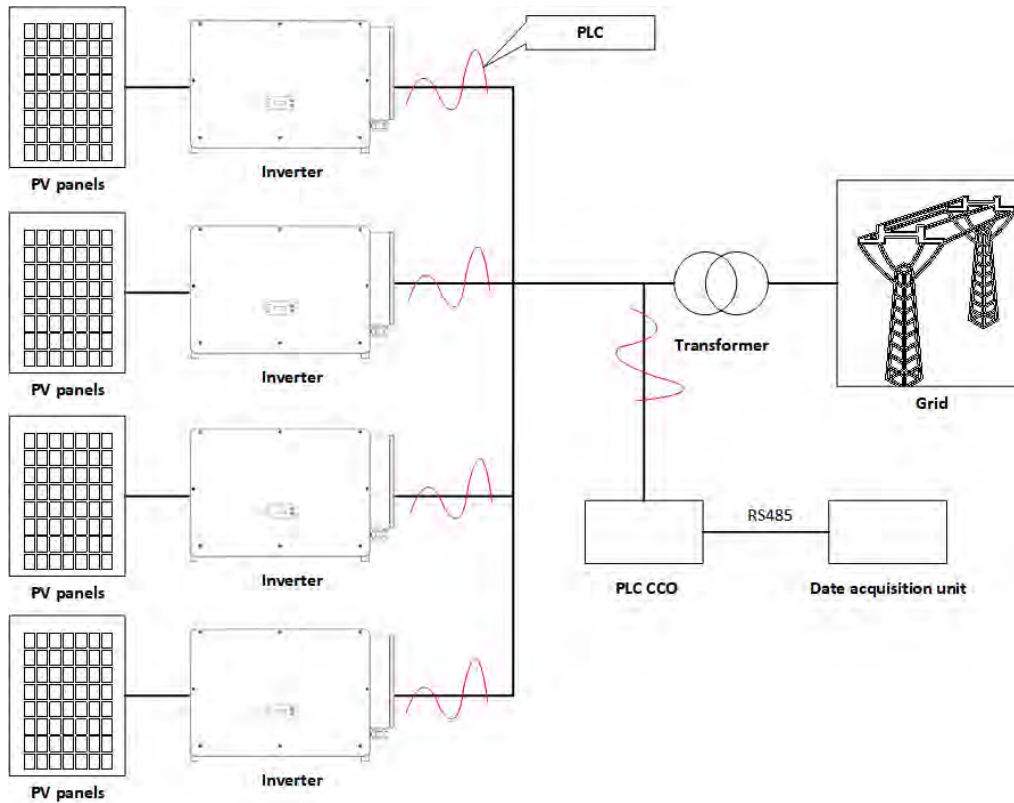 PLC
PV panels
Inverter
PV panels
Inverter
Transformer
Grid
PV panels
Inverter
RS485
PLC CCO
Date acquisition unit
PV panels
Inverter